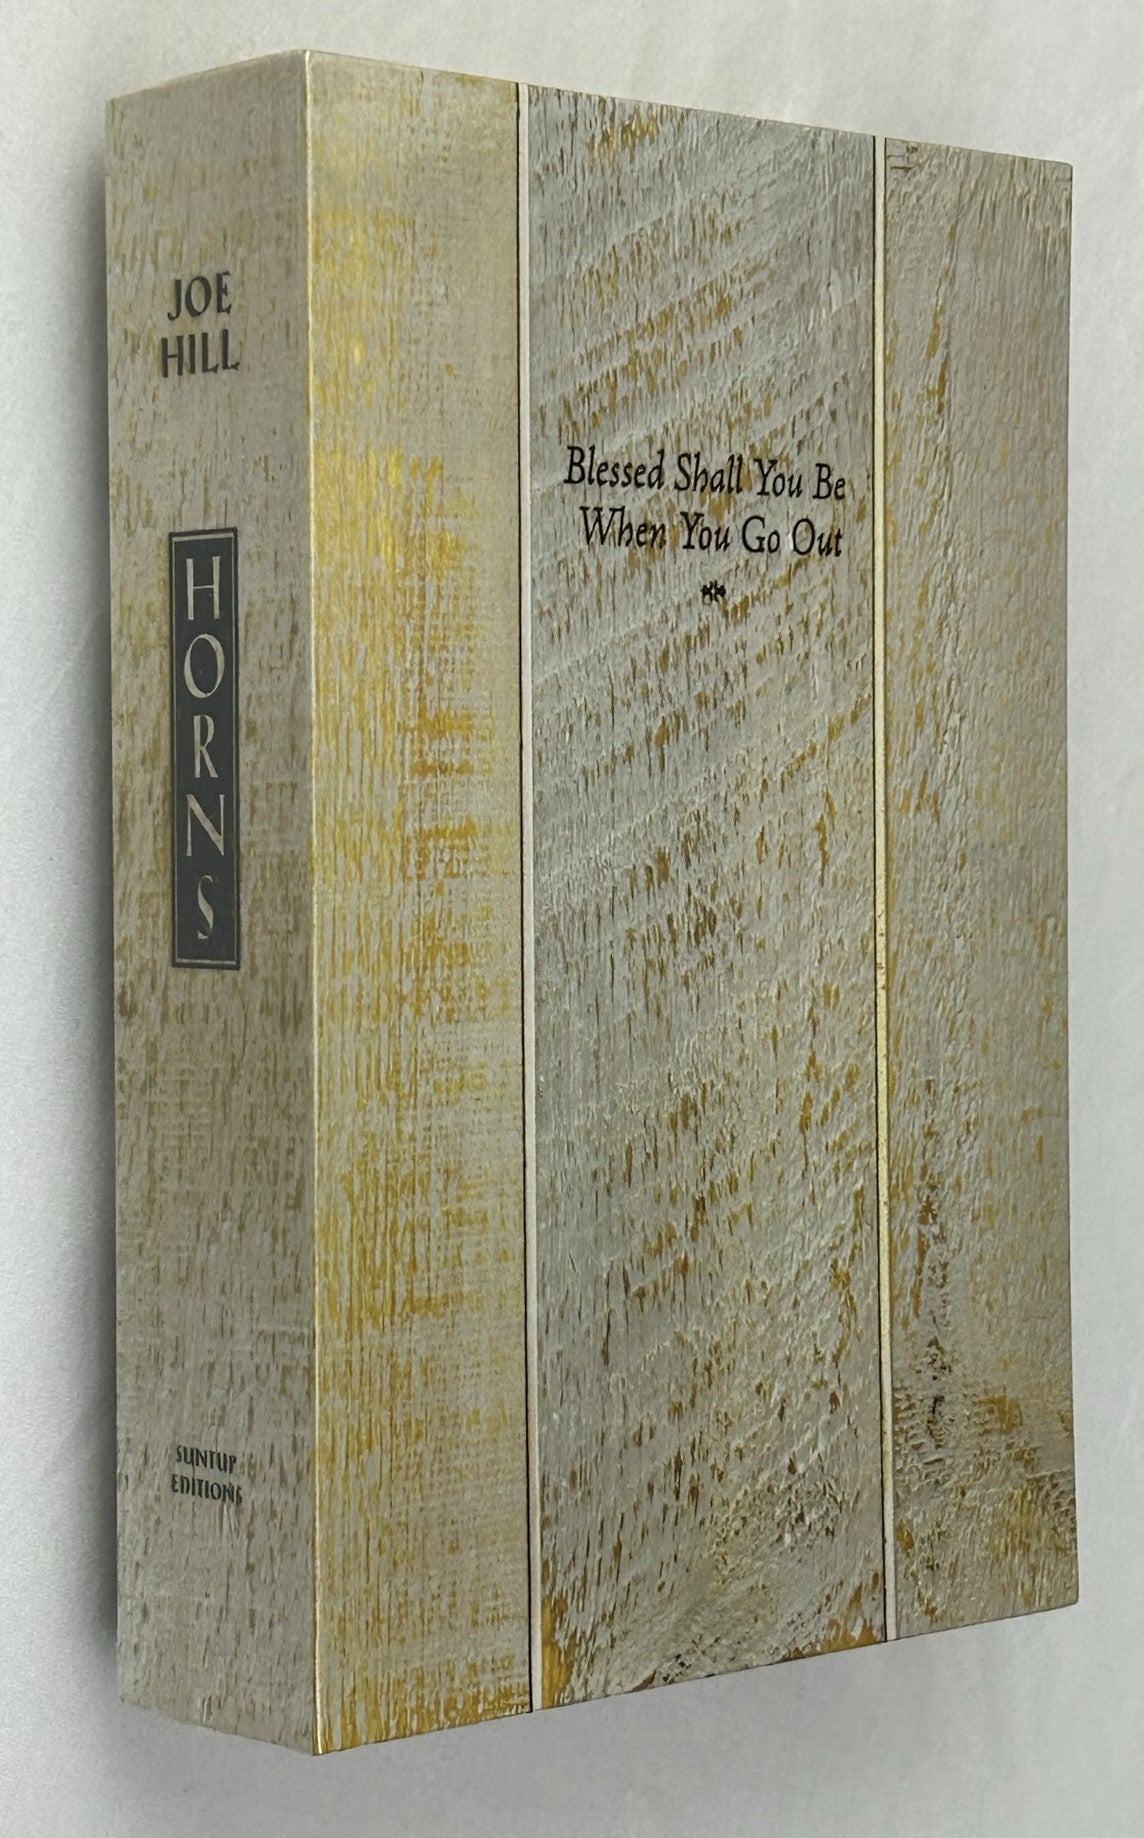 JOE
HILL
HORNS
SUNTUP
EDITIONS
Blessed Shall You Be
When You Go Out